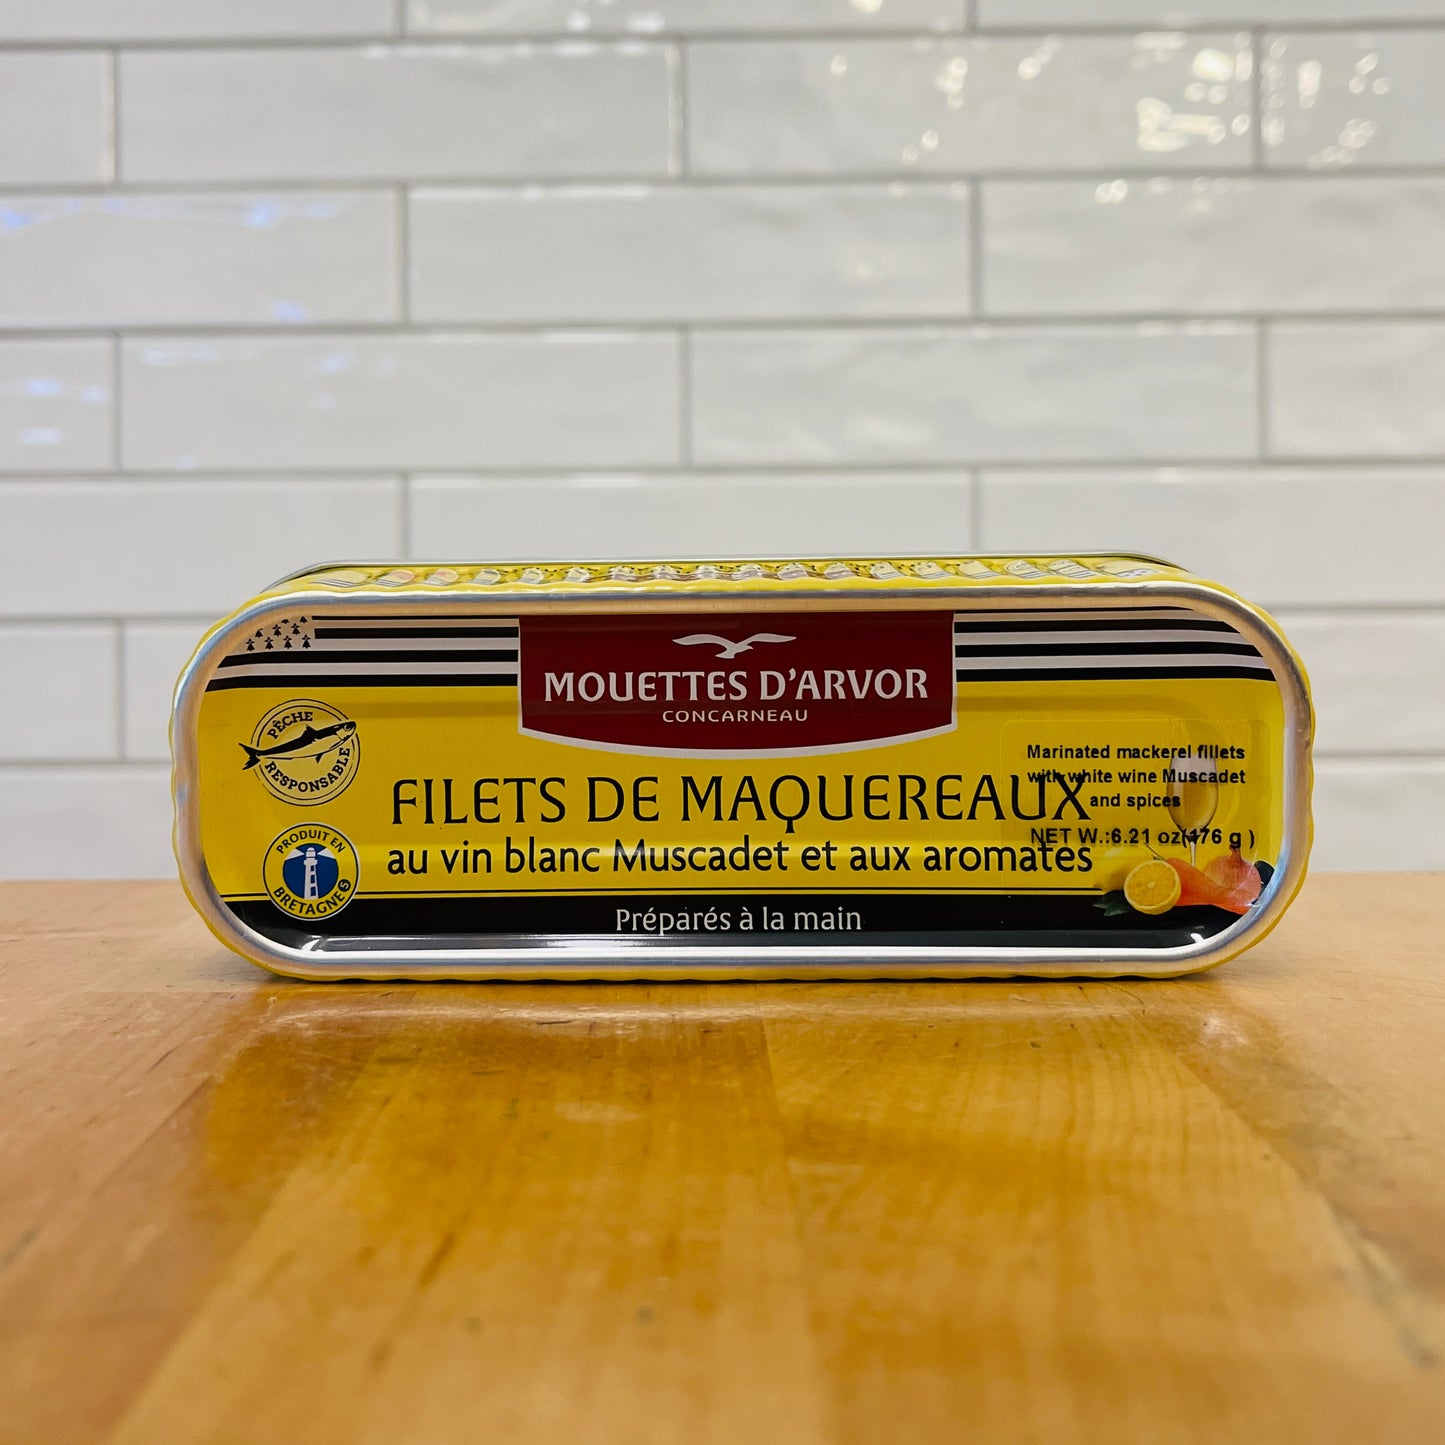 MOUETTES D'ARVOR
CONCARNEAU
PÊCHE
RESPONSABLE
FILETS DE MAQUEREAUX
au vin blanc Muscadet et aux aromates
Marinated mackerel fillets
with white wine Muscadet
and spices
NET W.:6.21 oz(176 g )
PRODUIT EN
BRETAGNE
Préparés à la main